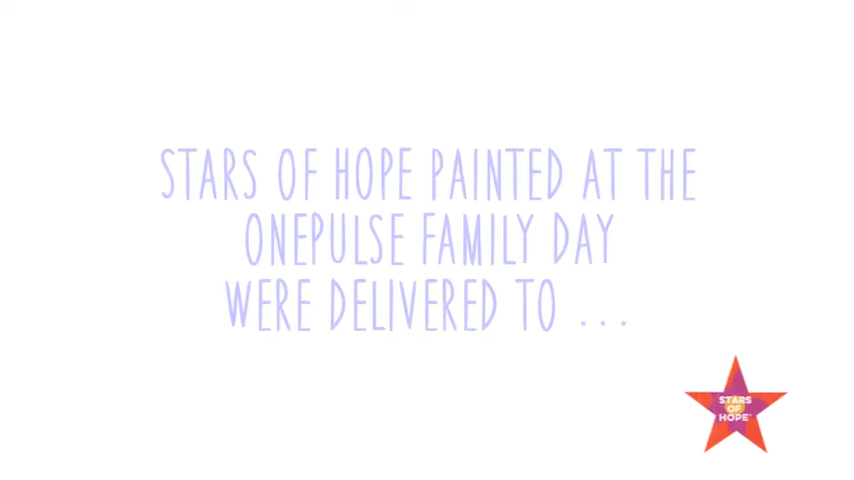 STARS OF HOPE PAINTED AT THE
ONEPULSE FAMILY DAY
WERE DELIVERED TO ...
STARS
OF
HOPE